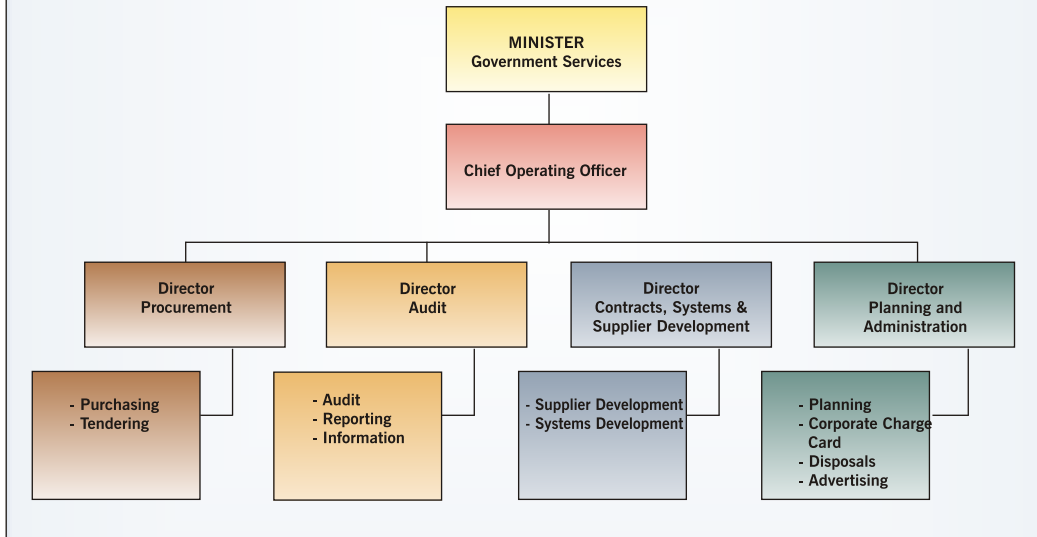 MINISTER
Government Services
Chief Operating Officer
Director
Procurement
Director
Audit
Director
Contracts, Systems &
Supplier Development
Director
Planning and
Administration
- Purchasing
- Tendering
- Audit
- Reporting
- Information
- Supplier Development
- Systems Development
- Planning
- Corporate Charge
Card
- Disposals
- Advertising